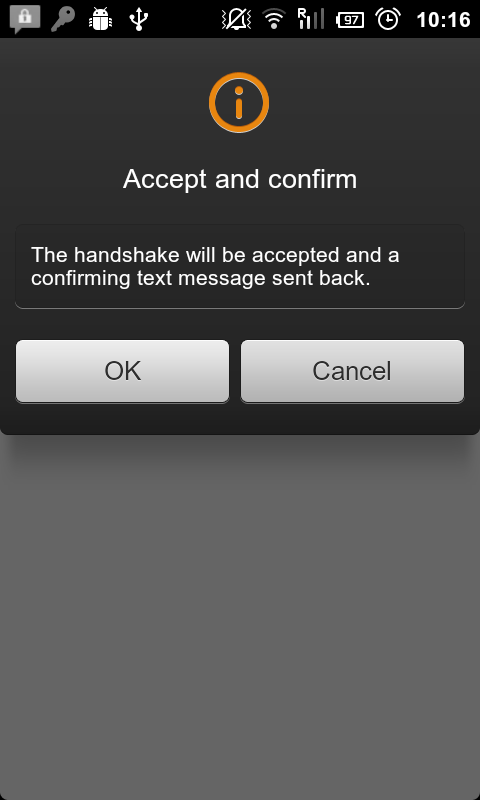 R 97 10:16
Accept and confirm
The handshake will be accepted and a
confirming text message sent back.
OK Cancel